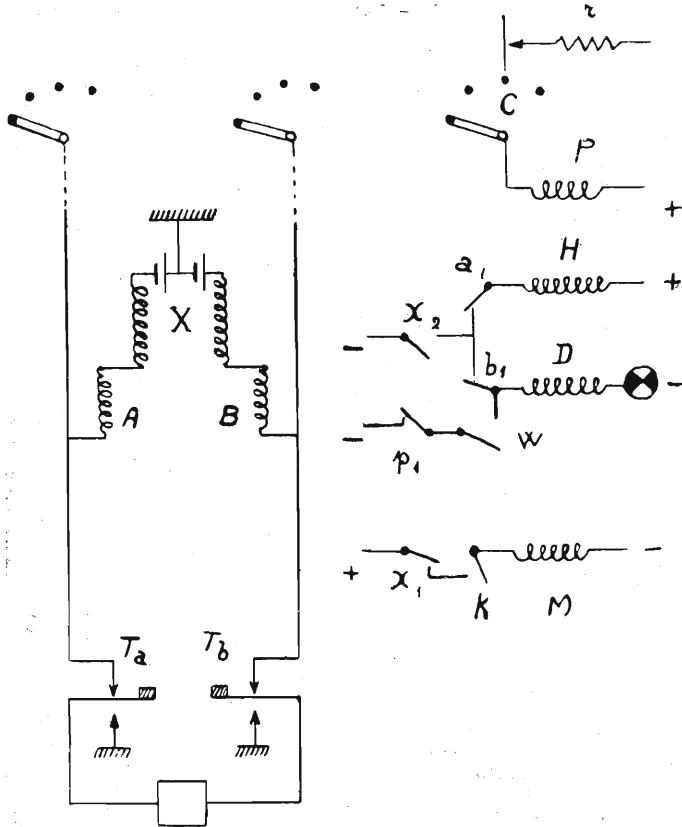 r
C
P
+
a₁
H
+
X
x₂
−
b₁
D
−
A
B
−
p₁
W
+
x₁
K
M
−
Ta
Tb